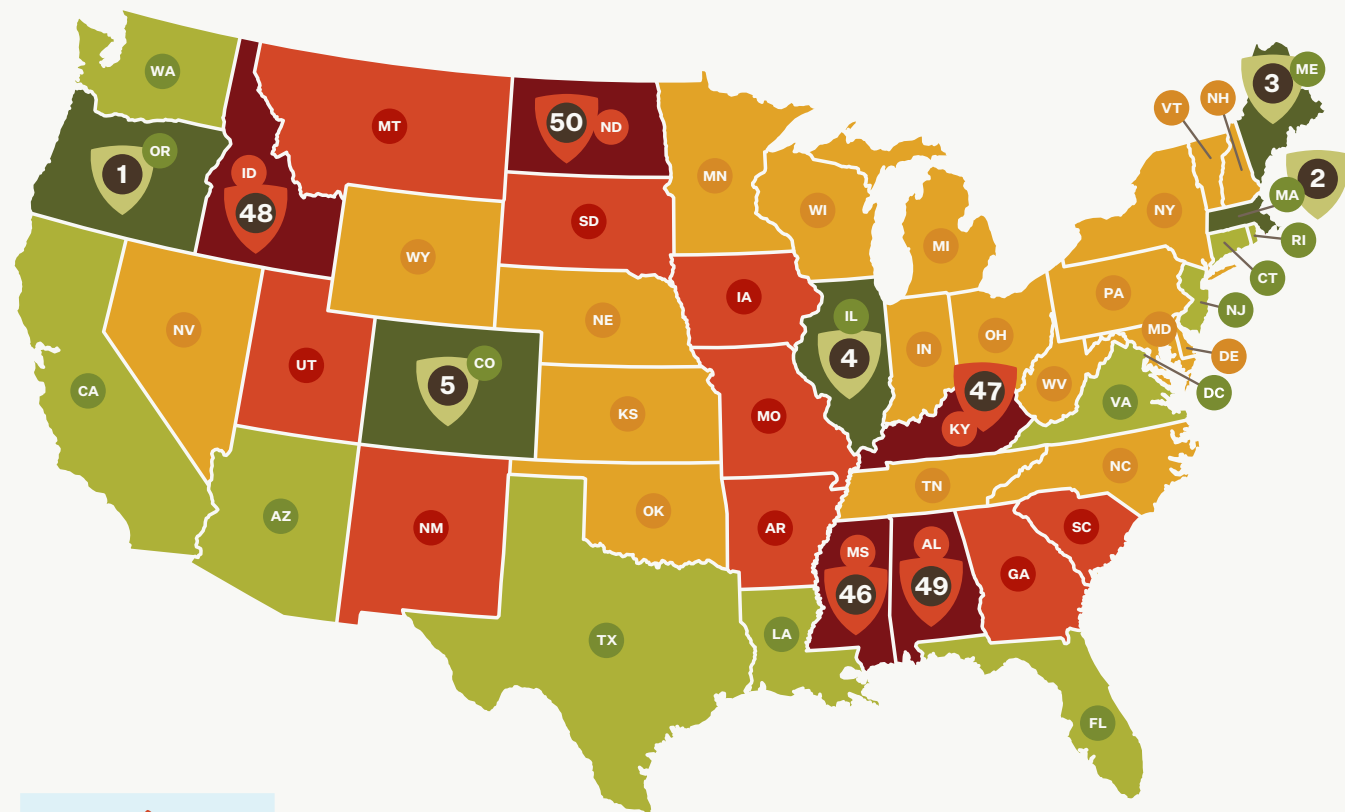 WA
OR
1
ID
48
MT
50
ND
MN
SD
WY
WI
MI
NY
VT
NH
3
ME
MA
2
RI
CT
NJ
PA
MD
DE
DC
NV
UT
CO
5
NE
IA
IL
4
IN
OH
47
KY
WV
VA
CA
KS
MO
TN
NC
AZ
NM
OK
AR
MS
46
AL
49
GA
SC
TX
LA
FL